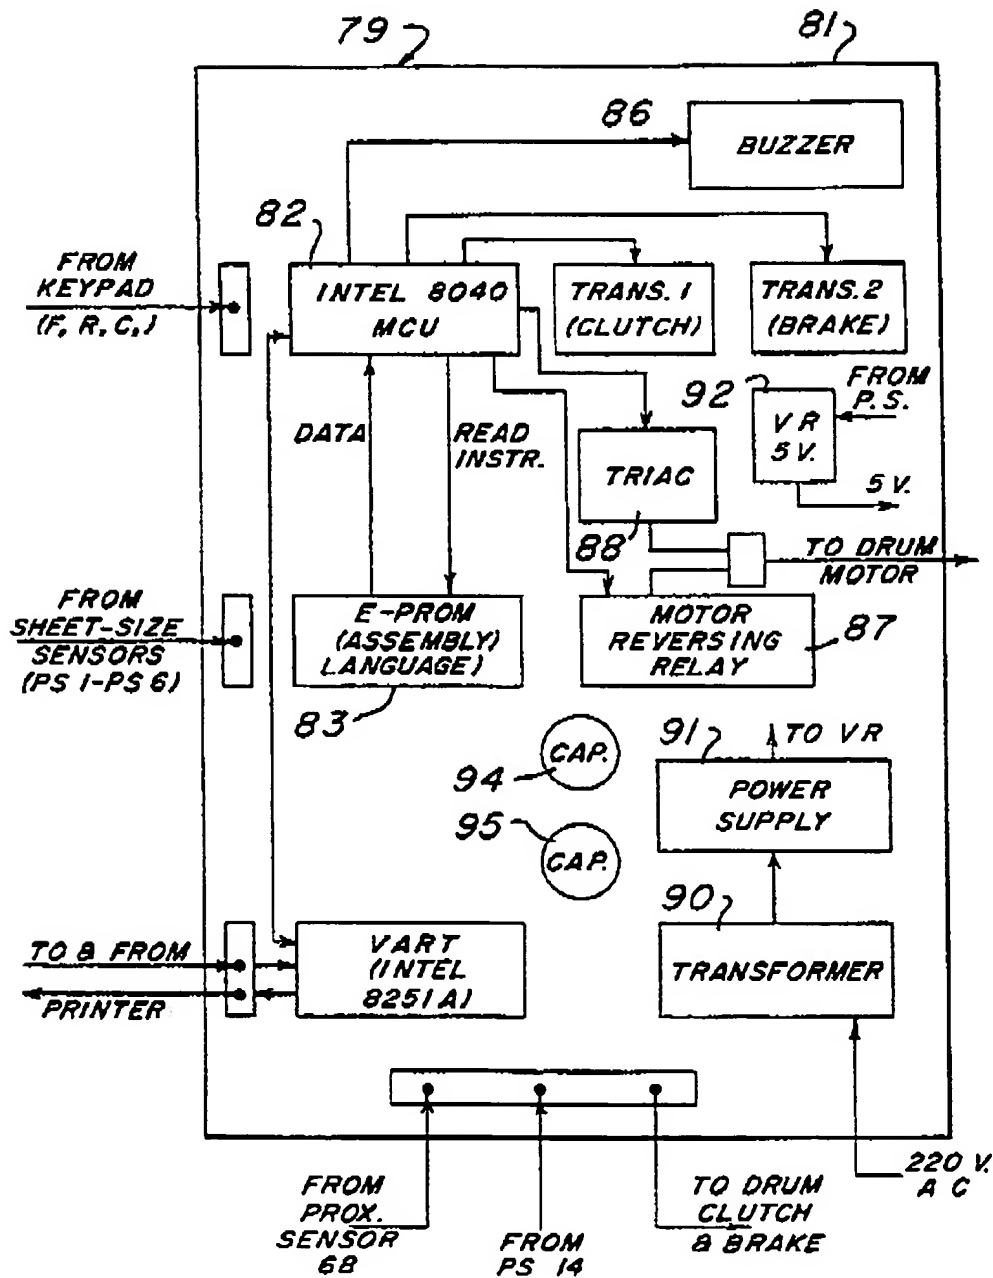 79
81
86
BUZZER
82
FROM
KEYPAD
(F, R, C,)
INTEL 8040
MCU
TRANS. 1
(CLUTCH)
TRANS. 2
(BRAKE)
92
FROM
P.S.
V R
5 V.
5 V.
DATA
READ
INSTR.
TRIAC
88
TO DRUM
MOTOR
FROM
SHEET-SIZE
SENSORS
(PS 1-PS 6)
E-PROM
(ASSEMBLY)
LANGUAGE)
83
MOTOR
REVERSING
RELAY
87
94
CAP.
91
TO VR
POWER
SUPPLY
95
CAP.
90
TRANSFORMER
TO & FROM
PRINTER
VART
(INTEL
8251A)
220 V.
A C
FROM
PROX.
SENSOR
68
FROM
PS 14
TO DRUM
CLUTCH
& BRAKE